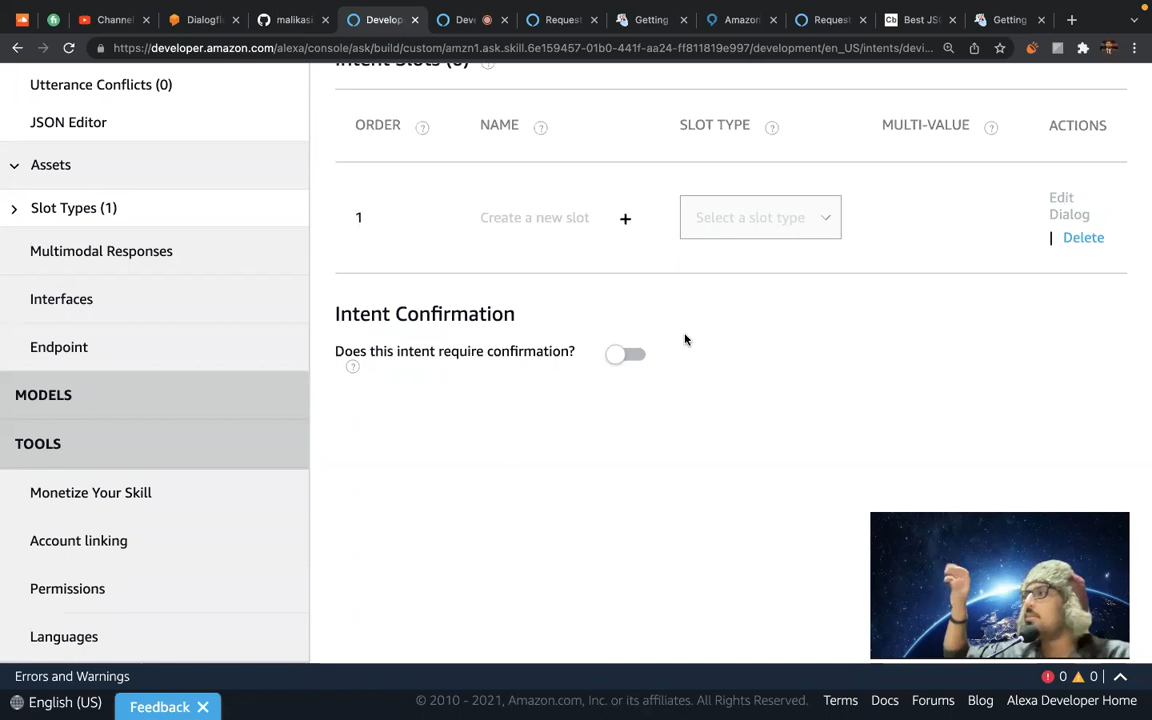 Channel
Dialogfl
malikasi
Develop
Dev
Request
Getting
Amazon
Request
Best JS
Getting
https://developer.amazon.com/alexa/console/ask/build/custom/amzn1.ask.skill.6e159457-01b0-441f-aa24-ff811819e997/development/en_US/intents/devi...
Utterance Conflicts (0)
JSON Editor
Assets
Slot Types (1)
Multimodal Responses
Interfaces
Endpoint
MODELS
TOOLS
Monetize Your Skill
Account linking
Permissions
Languages
Intent Slots (0)
ORDER
NAME
SLOT TYPE
MULTI-VALUE
ACTIONS
1
Create a new slot
+
Select a slot type
Edit
Dialog
| Delete
Intent Confirmation
Does this intent require confirmation?
Errors and Warnings
0
0
English (US)
Feedback
© 2010 - 2021, Amazon.com, Inc. or its affiliates. All Rights Reserved.
Terms
Docs
Forums
Blog
Alexa Developer Home